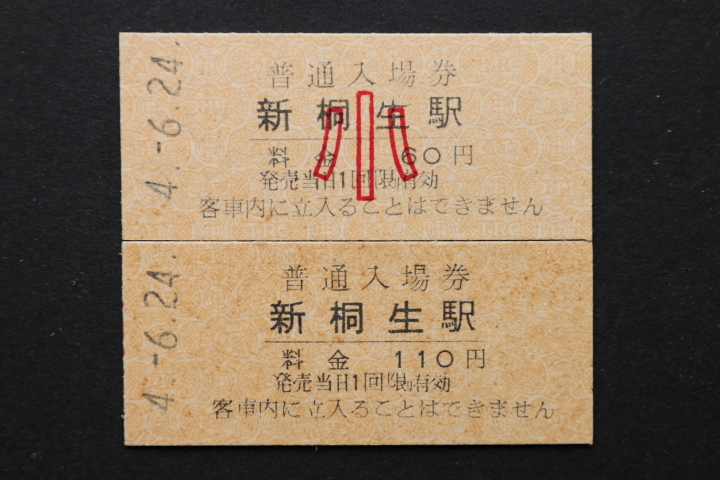 4.-6.24.
普通入場券
新桐生駅
小
料金 60円
発売当日1回限り有効
客車内に立入ることはできません
4.-6.24.
普通入場券
新桐生駅
料金 110円
発売当日1回限り有効
客車内に立入ることはできません